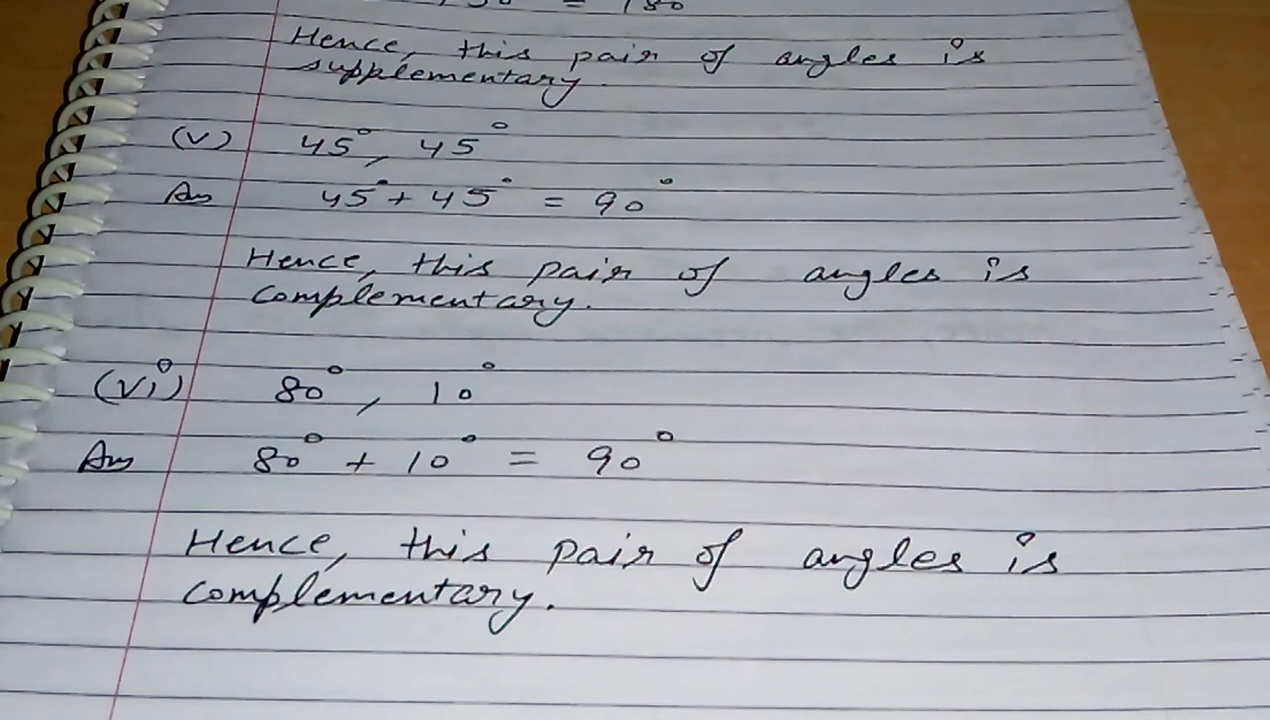 = 180
Hence, this pair of angles is
supplementary.
(v) 45°, 45°
Ans 45° + 45° = 90°
Hence, this pair of angles is
complementary.
(vi) 80°, 10°
Ans 80° + 10° = 90°
Hence, this pair of angles is
complementary.